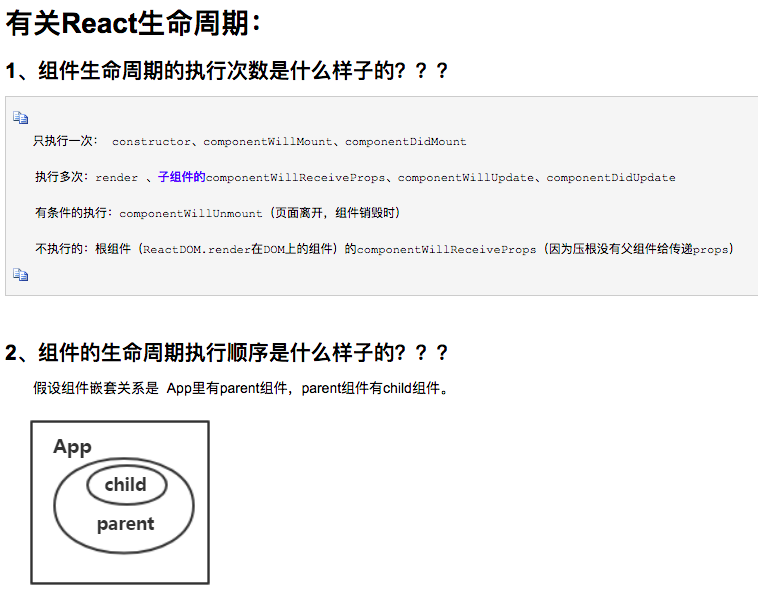 有关React生命周期：
1、组件生命周期的执行次数是什么样子的？？？
只执行一次： constructor、componentWillMount、componentDidMount
执行多次：render 、子组件的componentWillReceiveProps、componentWillUpdate、componentDidUpdate
有条件的执行：componentWillUnmount（页面离开，组件销毁时）
不执行的：根组件（ReactDOM.render在DOM上的组件）的componentWillReceiveProps（因为压根没有父组件给传递props）
2、组件的生命周期执行顺序是什么样子的？？？
假设组件嵌套关系是 App里有parent组件，parent组件有child组件。
App
child
parent